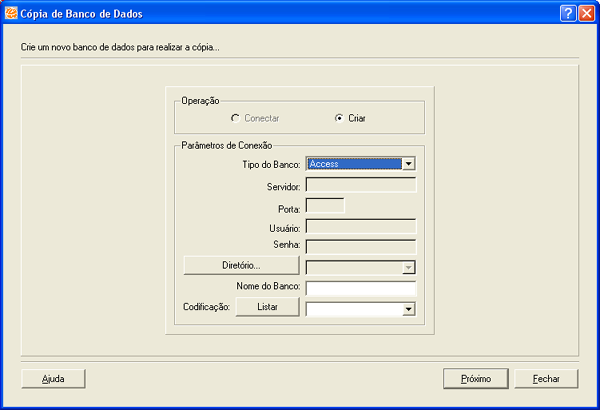 Cópia de Banco de Dados
Crie um novo banco de dados para realizar a cópia...
Operação
Conectar Criar
Parâmetros de Conexão
Tipo do Banco: Access
Servidor:
Porta:
Usuário:
Senha:
Diretório...
Nome do Banco:
Codificação: Listar
Ajuda Próximo Fechar